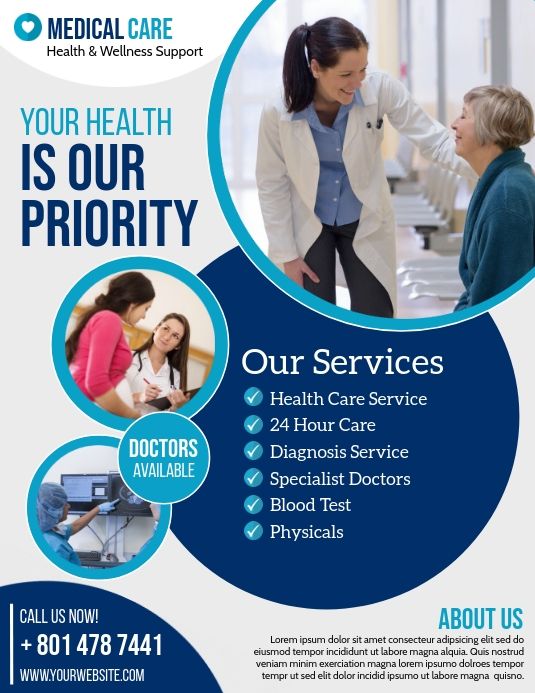 MEDICAL CARE
Health & Wellness Support
YOUR HEALTH
IS OUR
PRIORITY
Our Services
Health Care Service
24 Hour Care
Diagnosis Service
Specialist Doctors
Blood Test
Physicals
DOCTORS
AVAILABLE
CALL US NOW!
+ 801 478 7441
WWW.YOURWEBSITE.COM
ABOUT US
Lorem ipsum dolor sit amet consecteur adipsicing elit sed do
eiusmod tempor incididunt ut labore magna alquia. Quis nostrud
veniam minim exerciation magna lorem ipsumo dolroes tempor
tempr ut sed elit dolor incidid ipsumo ut labore magna quisno.